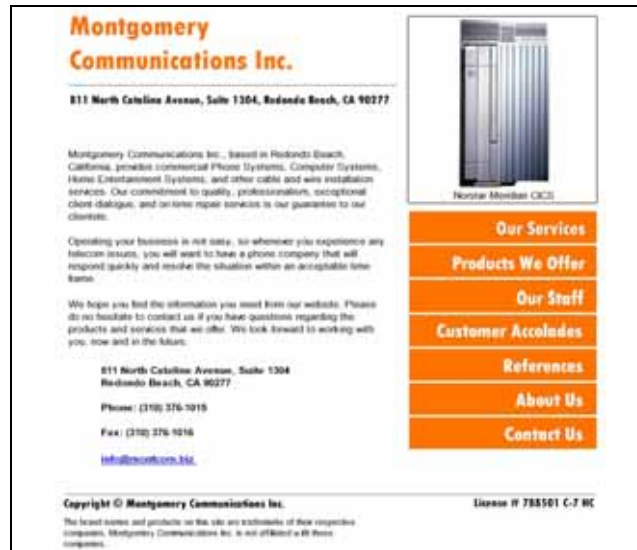 Montgomery
Communications Inc.
811 North Catalina Avenue, Suite 1304, Redondo Beach, CA 90277
Montgomery Communications Inc., based in Redondo Beach,
California, provides commercial Phone Systems, Computer Systems,
Home Entertainment Systems, and other cable and wire installation
services. Our commitment to quality, professionalism, exceptional
client dialogue, and on-time repair services is our guarantee to our
clientele.
Operating your business is not easy, so whenever you experience any
telecom issues, you will want to have a phone company that will
respond quickly and resolve the situation within an acceptable time
frame.
We hope you find the information you need from our website. Please
do no hesitate to contact us if you have questions regarding the
products and services that we offer. We look forward to working with
you, now and in the future.
811 North Catalina Avenue, Suite 1304
Redondo Beach, CA 90277
Phone: (310) 376-1015
Fax: (310) 376-1016
info@montcom.biz
Norstar Meridian CICS
Our Services
Products We Offer
Our Staff
Customer Accolades
References
About Us
Contact Us
Copyright © Montgomery Communications Inc.
License # 788501 C-7 HC
The brand names and products on this site are trademarks of their respective
companies. Montgomery Communications Inc. is not affiliated with these
companies.